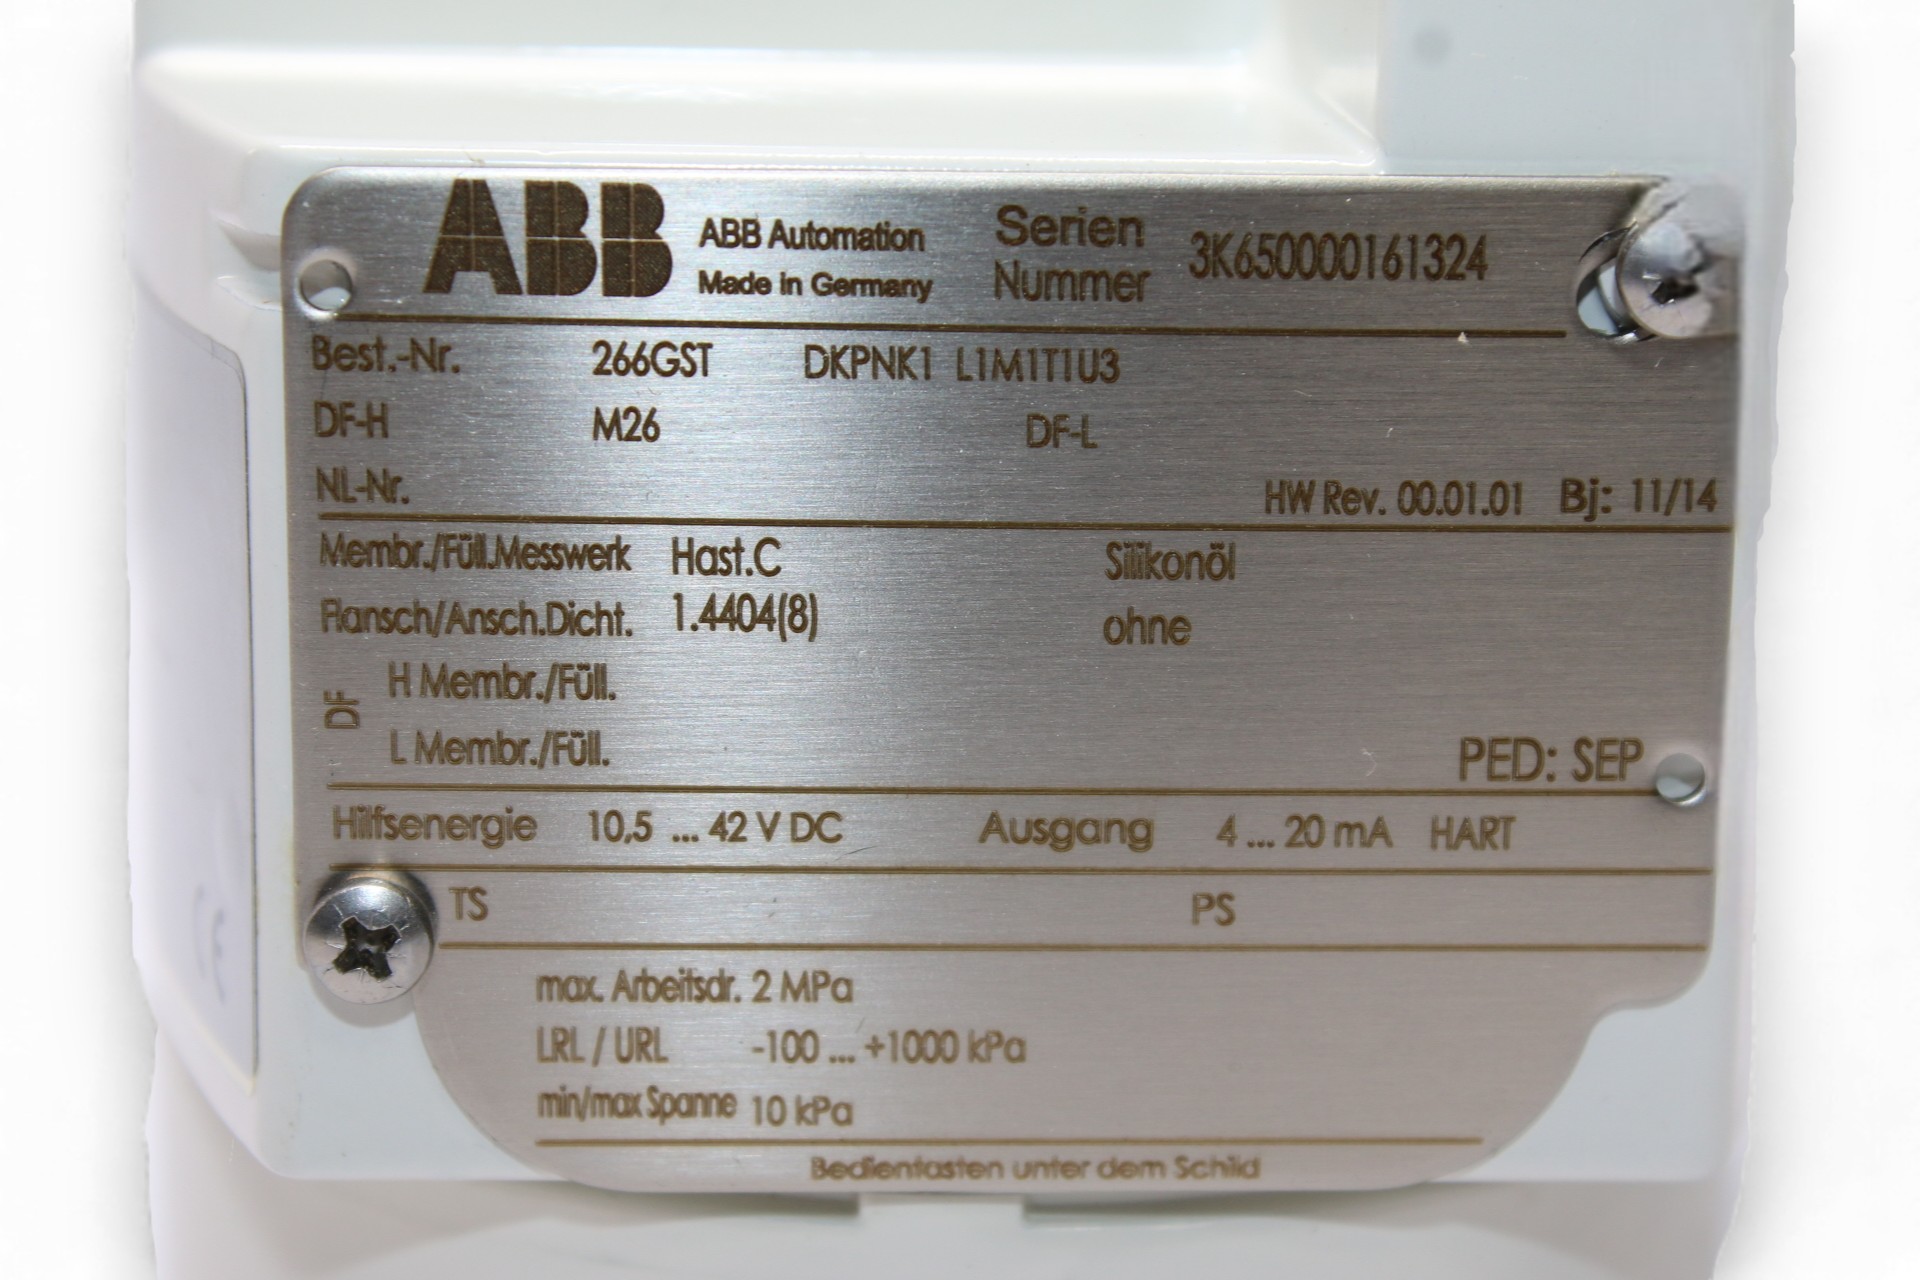 ABB ABB Automation Serien 3K650000161324
Made in Germany Nummer
Best.-Nr. 266GST DKPNK1 L1M1T1U3
DF-H M26 DF-L
NL-Nr. HW Rev. 00.01.01 Bj: 11/14
Membr./Füll.Messwerk Hast.C Silikonöl
Flansch/Ansch.Dicht. 1.4404(8) ohne
DF H Membr./Füll.
L Membr./Füll. PED: SEP
Hilfsenergie 10,5 ... 42 V DC Ausgang 4 ... 20 mA HART
TS PS
max. Arbeitsdr. 2 MPa
LRL / URL -100 ... +1000 kPa
min/max Spanne 10 kPa
Bedientasten unter dem Schild